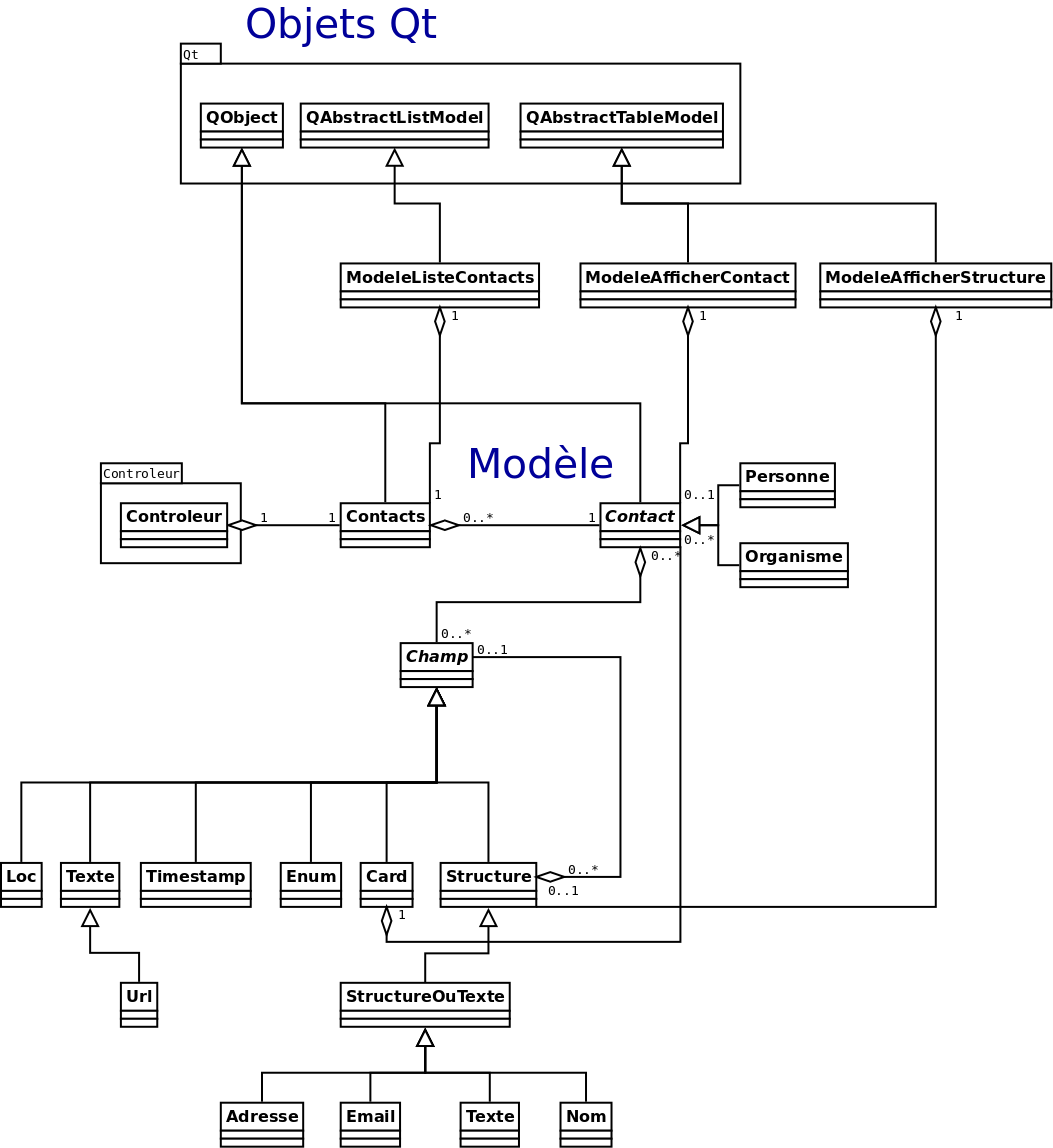 Objets Qt
Qt
QObject
QAbstractListModel
QAbstractTableModel
ModeleListeContacts
ModeleAfficherContact
ModeleAfficherStructure
1
1
1
Modèle
Controleur
Personne
1
0..1
Controleur
1
1
Contacts
0..*
1
Contact
0..*
0..*
Organisme
0..*
Champ
0..1
Loc
Texte
Timestamp
Enum
Card
Structure
0..*
0..1
1
Url
StructureOuTexte
Adresse
Email
Texte
Nom